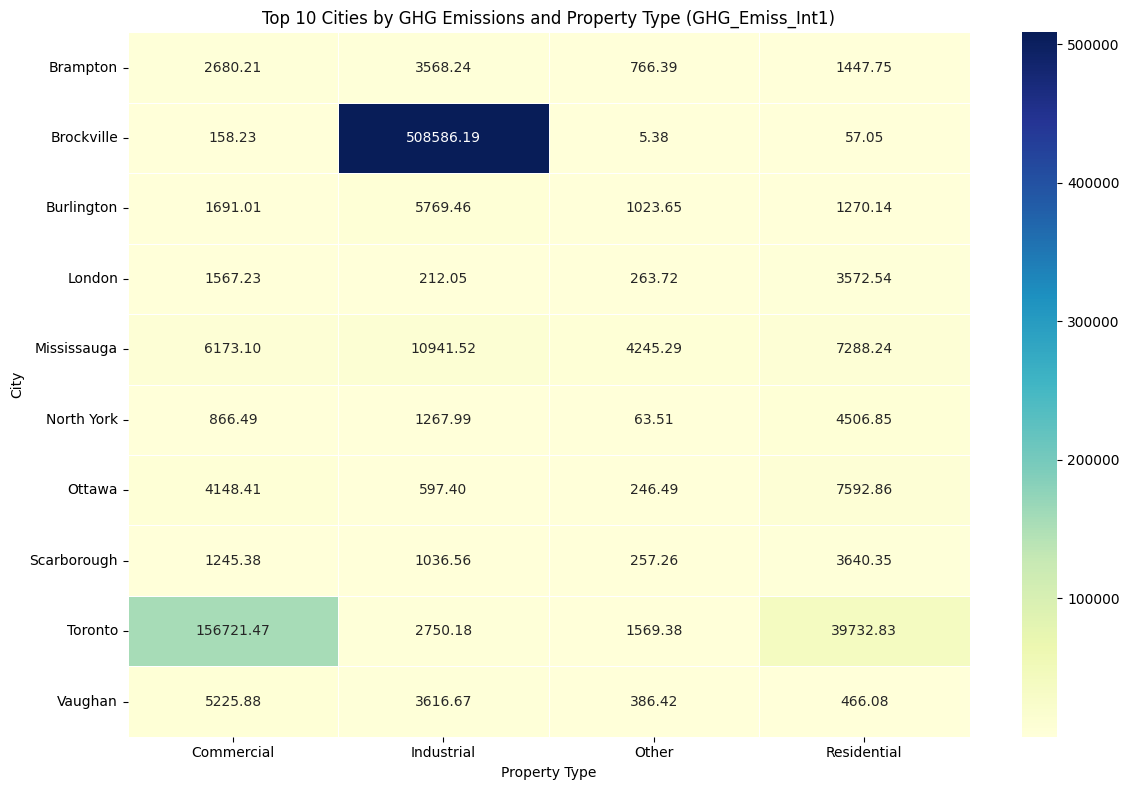 Top 10 Cities by GHG Emissions and Property Type (GHG_Emiss_Int1)
City
Brampton 2680.21 3568.24 766.39 1447.75
Brockville 158.23 508586.19 5.38 57.05
Burlington 1691.01 5769.46 1023.65 1270.14
London 1567.23 212.05 263.72 3572.54
Mississauga 6173.10 10941.52 4245.29 7288.24
North York 866.49 1267.99 63.51 4506.85
Ottawa 4148.41 597.40 246.49 7592.86
Scarborough 1245.38 1036.56 257.26 3640.35
Toronto 156721.47 2750.18 1569.38 39732.83
Vaughan 5225.88 3616.67 386.42 466.08
Commercial Industrial Other Residential
Property Type
500000
400000
300000
200000
100000